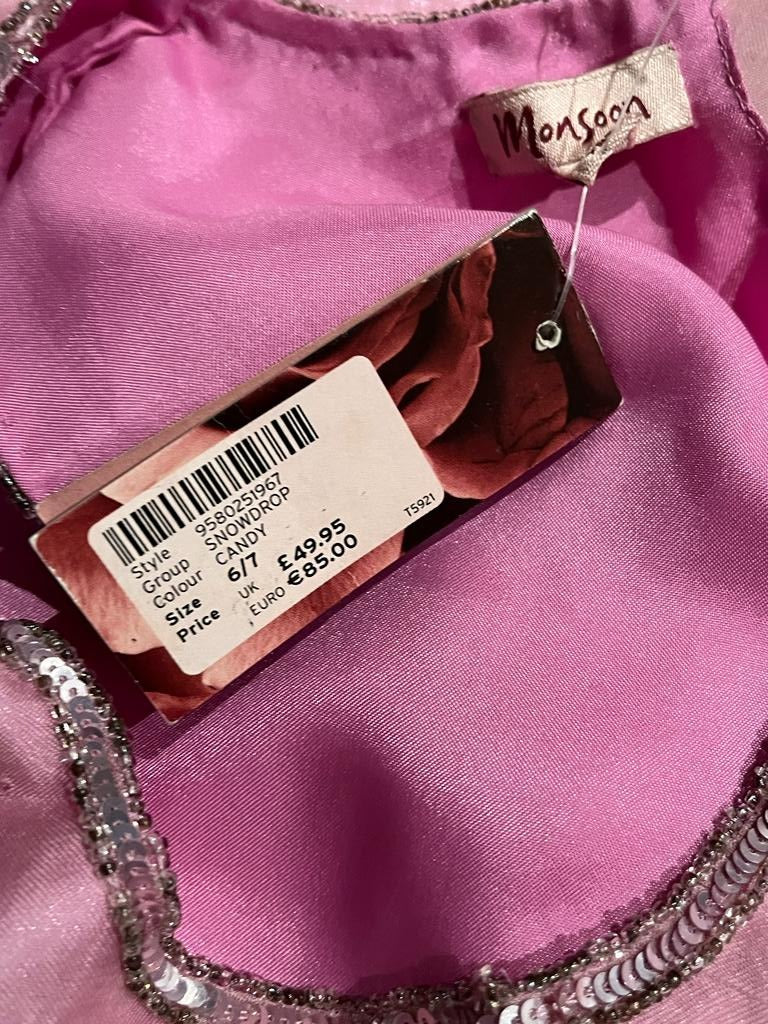 Monsoon
Style 9580251967
Group SNOWDROP
Colour CANDY
Size 6/7
Price UK £49.95
EURO €85.00
T5921